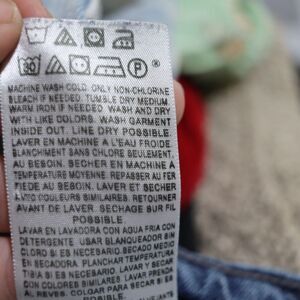 MACHINE WASH COLD. ONLY NON-CHLORINE
BLEACH IF NEEDED. TUMBLE DRY MEDIUM.
WARM IRON IF NEEDED. WASH AND DRY
WITH LIKE COLORS. WASH GARMENT
INSIDE OUT. LINE DRY POSSIBLE.
LAVER EN MACHINE A L'EAU FROIDE.
BLANCHIMENT SANS CHLORE SEULEMENT,
AU BESOIN. SECHER EN MACHINE A
TEMPERATURE MOYENNE. REPASSER AU FER
TIEDE AU BESOIN. LAVER ET SECHER
AVEC COULEURS SIMILAIRES. RETOURNER
AVANT DE LAVER. SECHAGE SUR FIL
POSSIBLE.
LAVAR EN LAVADORA CON AGUA FRIA CON
DETERGENTE. USAR BLANQUEADOR SIN
CLORO SI ES NECESARIO. SECADO MEDIO
EN SECADORA. PLANCHAR TEMPERATURA
TIBIA SI ES NECESARIO. LAVAR Y SECAR
CON COLORES SIMILARES. LAVAR PRENDA
AL REVES. COLGAR PARA SECAR SI ES